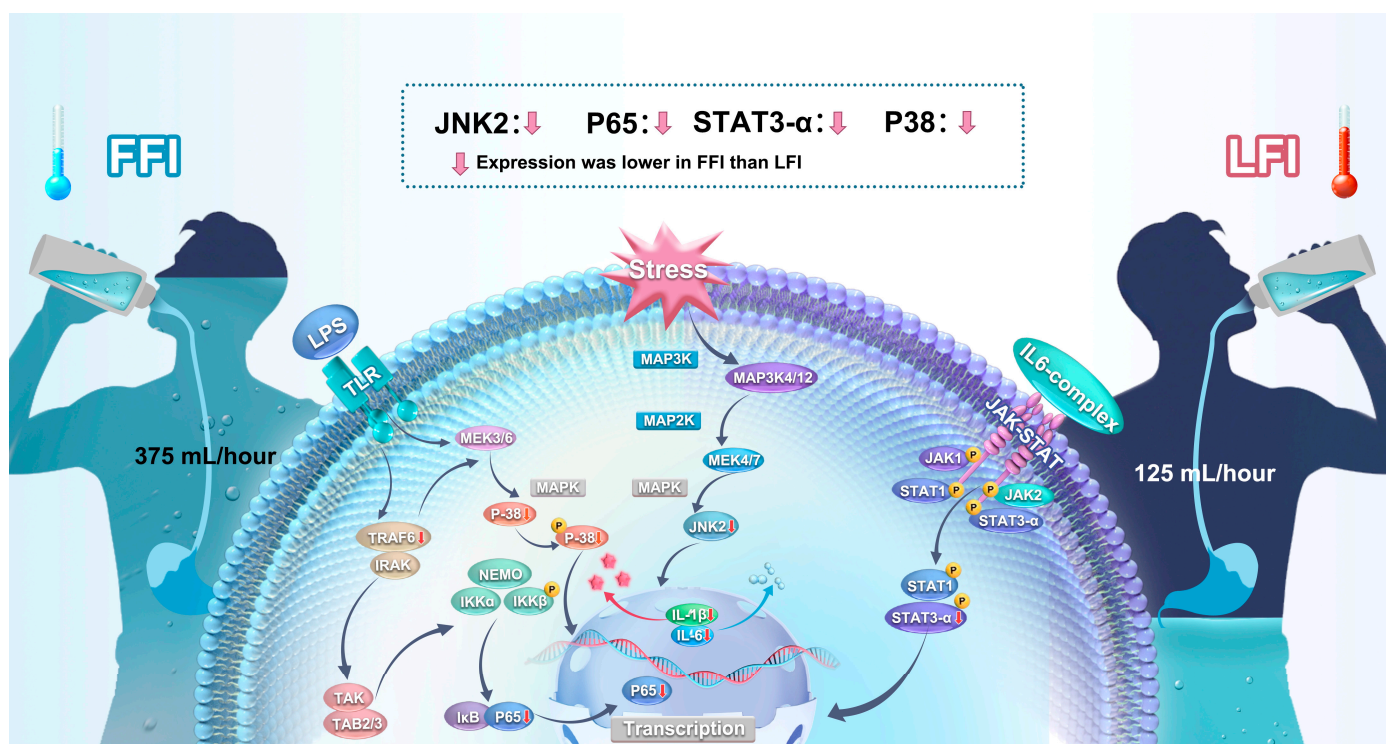 JNK2:
P65:
STAT3-α:
P38:
Expression was lower in FFI than LFI
FFI
LFI
Stress
LPS
TLR
MAP3K
MAP3K4/12
IL6-complex
JAK-STAT
MAP2K
MEK3/6
375 mL/hour
MEK4/7
JAK1
P
125 mL/hour
MAPK
MAPK
STAT1
P
P
JAK2
P
STAT3-α
P-38
P
P-38
JNK2
TRAF6
IRAK
NEMO
IKKα
IKKβ
P
STAT1
P
STAT3-α
P
IL-1β
IL-6
TAK
TAB2/3
IκB
P65
P65
Transcription